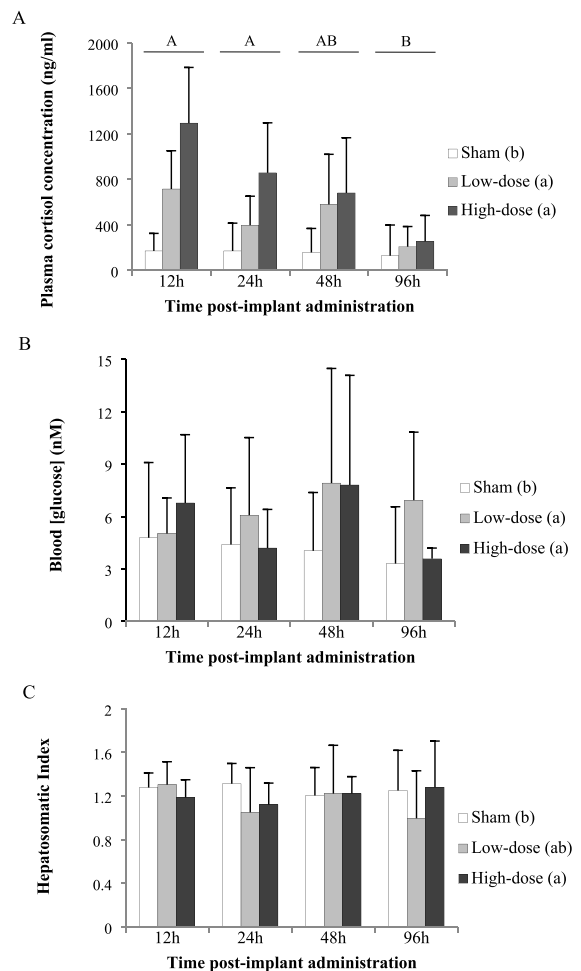 A
Plasma cortisol concentration (ng/ml)
2000
1600
1200
800
400
0
A
A
AB
B
12h
24h
48h
96h
Time post-implant administration
Sham (b)
Low-dose (a)
High-dose (a)
B
Blood [glucose] (nM)
15
12
9
6
3
0
12h
24h
48h
96h
Time post-implant administration
Sham (b)
Low-dose (a)
High-dose (a)
C
Hepatosomatic Index
2
1.6
1.2
0.8
0.4
0
12h
24h
48h
96h
Time post-implant administration
Sham (b)
Low-dose (ab)
High-dose (a)